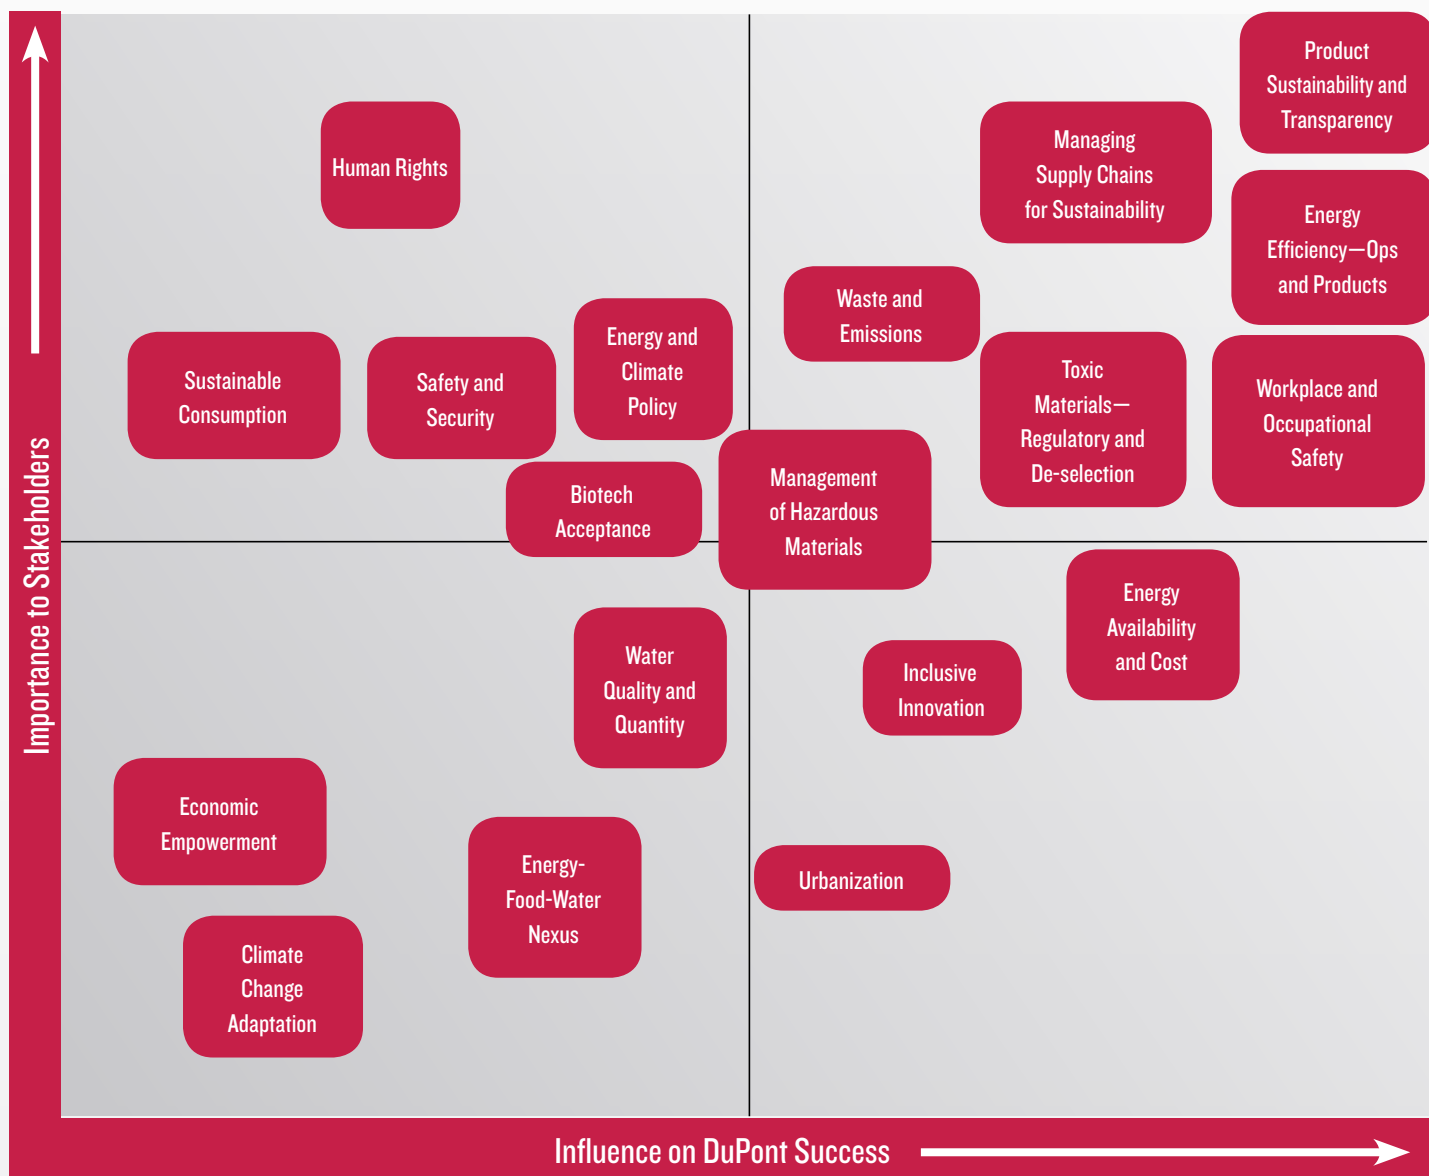 Product
Sustainability and
Transparency
Managing
Supply Chains
for Sustainability
Human Rights
Energy
Efficiency—Ops
and Products
Waste and
Emissions
Energy and
Climate
Policy
Sustainable
Consumption
Safety and
Security
Toxic
Materials—
Regulatory and
De-selection
Workplace and
Occupational
Safety
Biotech
Acceptance
Management
of Hazardous
Materials
Energy
Availability
and Cost
Water
Quality and
Quantity
Inclusive
Innovation
Economic
Empowerment
Energy-
Food-Water
Nexus
Urbanization
Climate
Change
Adaptation
Importance to Stakeholders
Influence on DuPont Success